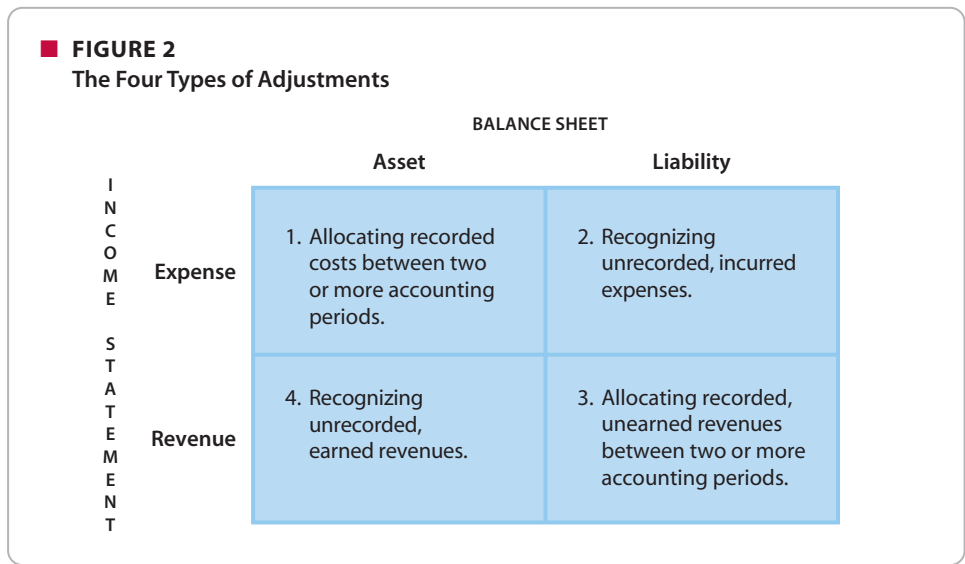 FIGURE 2
The Four Types of Adjustments
BALANCE SHEET
Asset
Liability
INCOME STATEMENT
Expense
1. Allocating recorded
costs between two
or more accounting
periods.
2. Recognizing
unrecorded, incurred
expenses.
Revenue
4. Recognizing
unrecorded,
earned revenues.
3. Allocating recorded,
unearned revenues
between two or more
accounting periods.